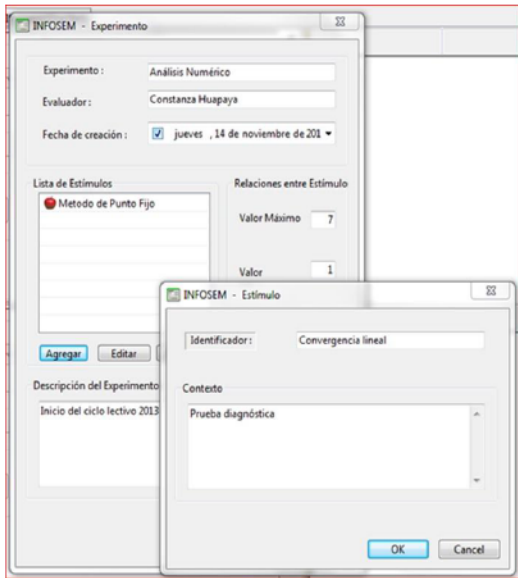 INFOSEM - Experimento
Experimento : Análisis Numérico
Evaluador : Constanza Huapaya
Fecha de creación : jueves , 14 de noviembre de 201
Lista de Estímulos
Relaciones entre Estímulo
Metodo de Punto Fijo
Valor Máximo 7
Valor 1
Agregar Editar
Descripción del Experimento
Inicio del ciclo lectivo 2013
INFOSEM - Estímulo
Identificador : Convergencia lineal
Contexto
Prueba diagnóstica
OK Cancel